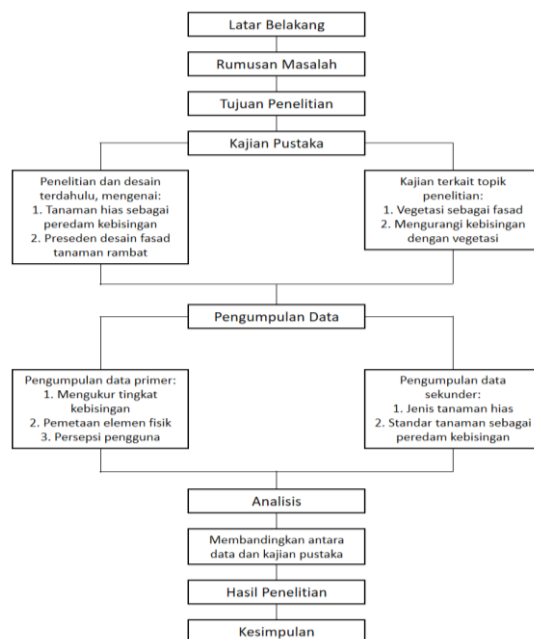 Latar Belakang
Rumusan Masalah
Tujuan Penelitian
Kajian Pustaka
Penelitian dan desain
terdahulu, mengenai:
1. Tanaman hias sebagai
peredam kebisingan
2. Preseden desain fasad
tanaman rambat
Kajian terkait topik
penelitian:
1. Vegetasi sebagai fasad
2. Mengurangi kebisingan
dengan vegetasi
Pengumpulan Data
Pengumpulan data primer:
1. Mengukur tingkat
kebisingan
2. Pemetaan elemen fisik
3. Persepsi pengguna
Pengumpulan data
sekunder:
1. Jenis tanaman hias
2. Standar tanaman sebagai
peredam kebisingan
Analisis
Membandingkan antara
data dan kajian pustaka
Hasil Penelitian
Kesimpulan